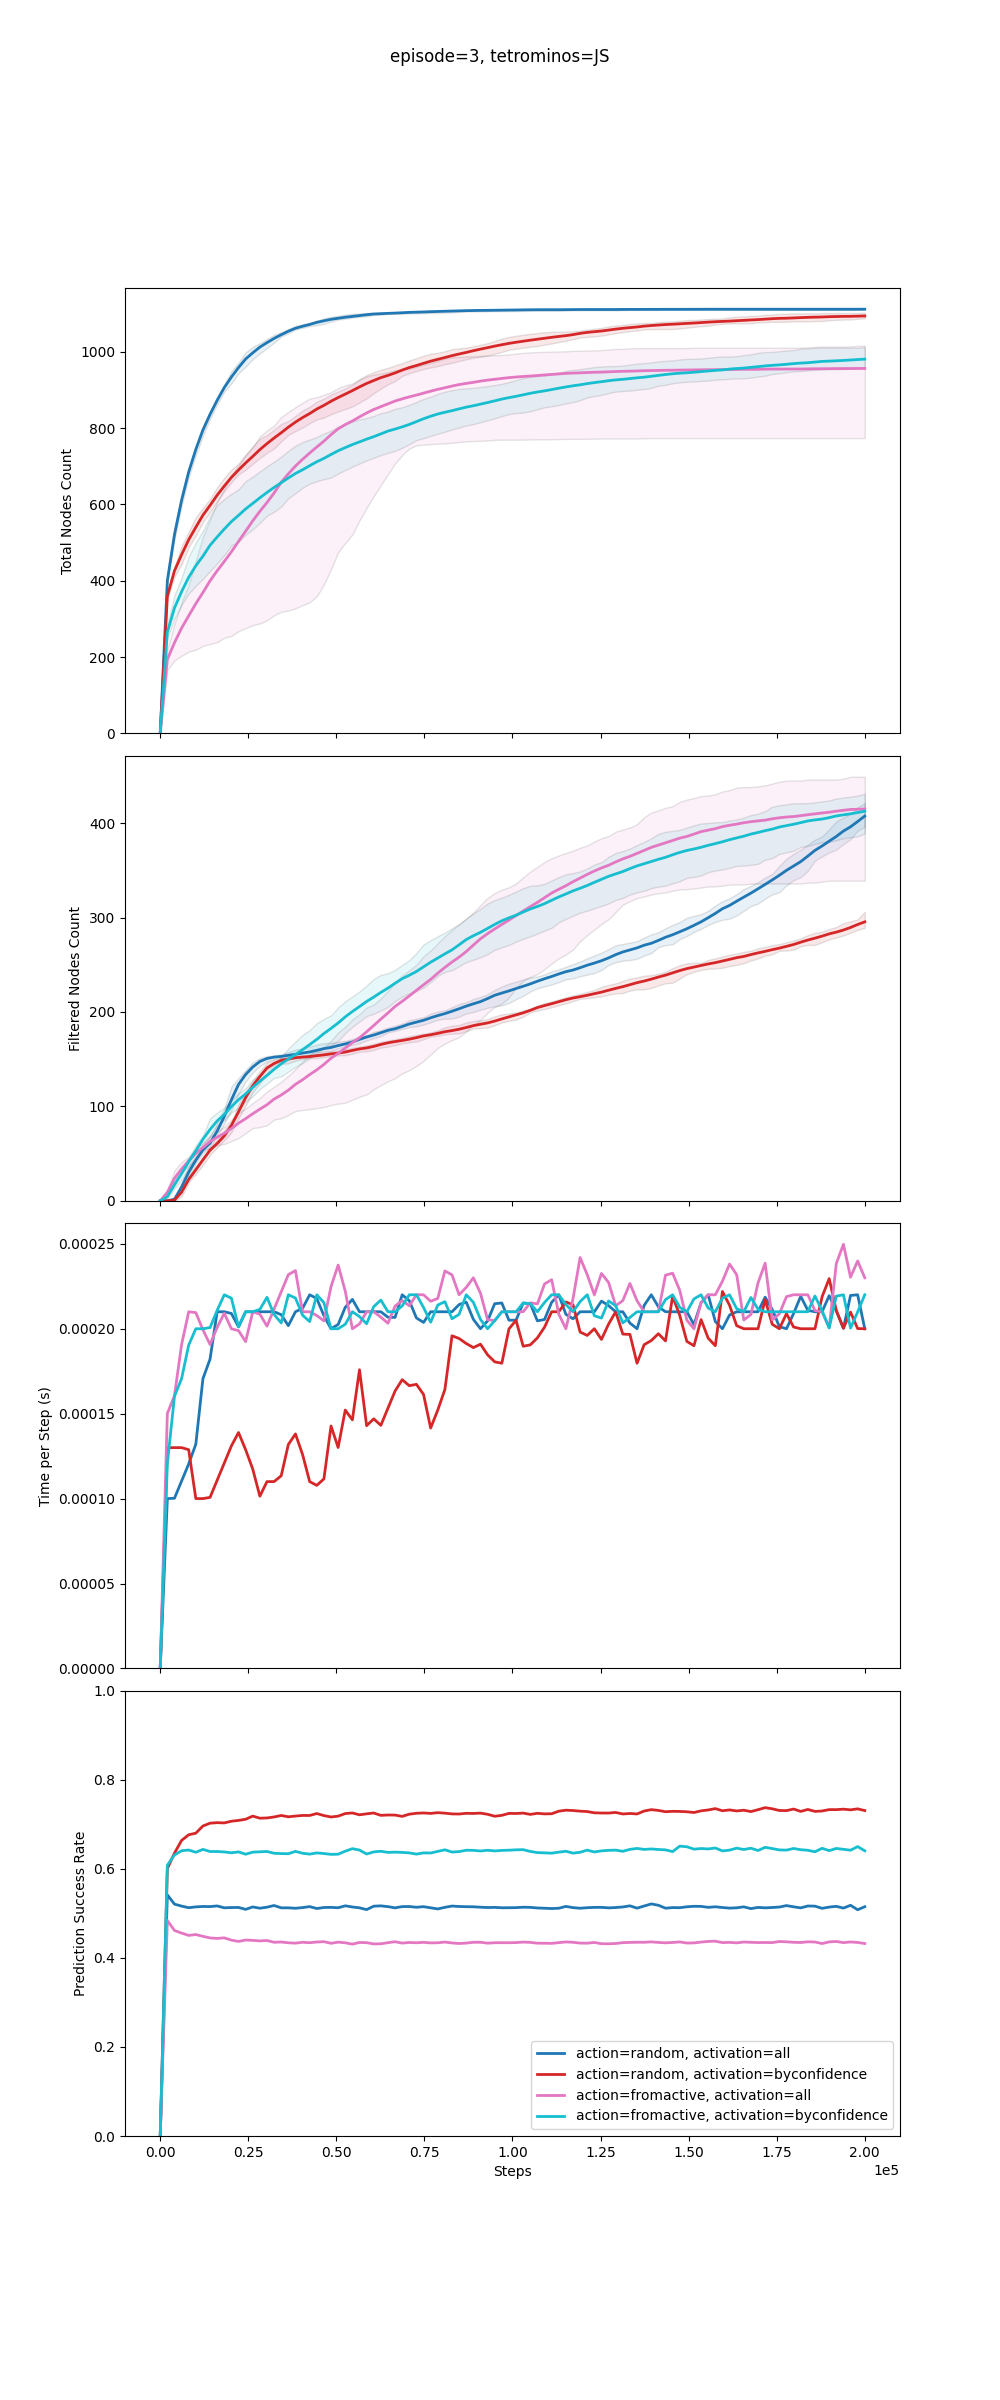 episode=3, tetrominos=JS
1000
800
600
400
200
0
Total Nodes Count
400
300
200
100
0
Filtered Nodes Count
0.00025
0.00020
0.00015
0.00010
0.00005
0.00000
Time per Step (s)
1.0
0.8
0.6
0.4
0.2
0.0
Prediction Success Rate
action=random, activation=all
action=random, activation=byconfidence
action=fromactive, activation=all
action=fromactive, activation=byconfidence
0.00 0.25 0.50 0.75 1.00 1.25 1.50 1.75 2.00
Steps
1e5